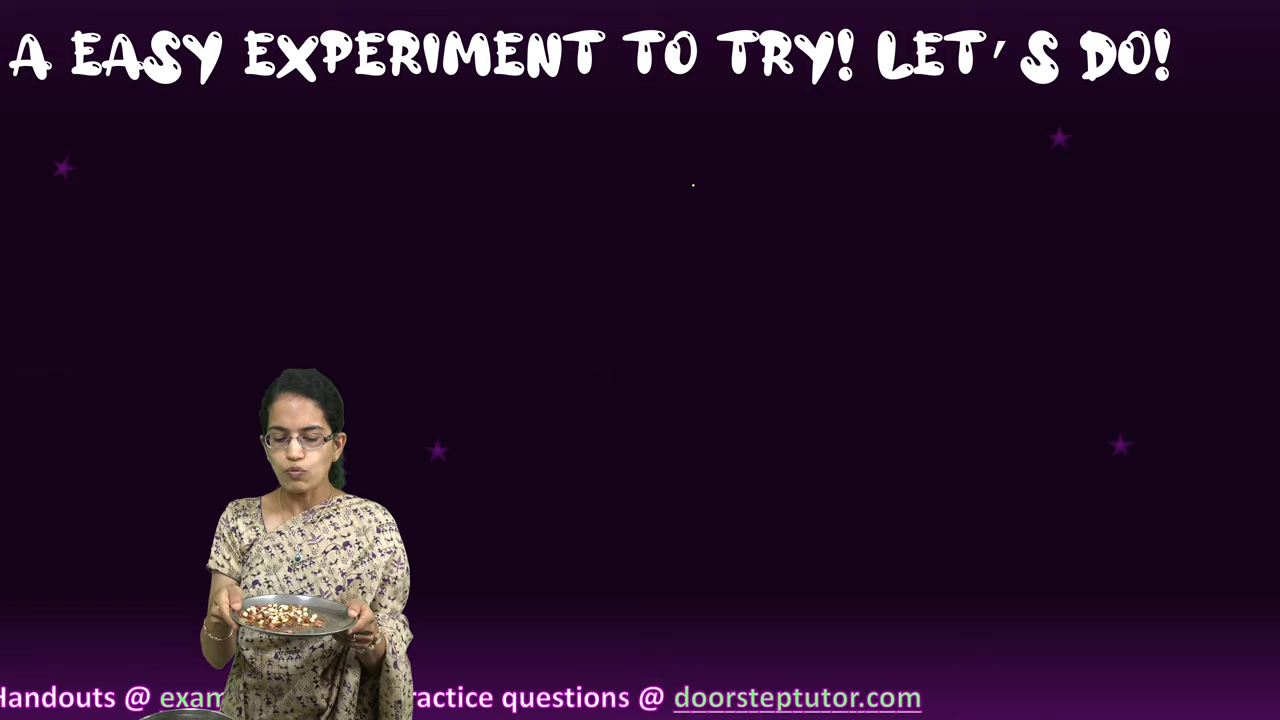 A EASY EXPERIMENT TO TRY! LET'S DO!
Handouts @ exam ractice questions @ doorsteptutor.com